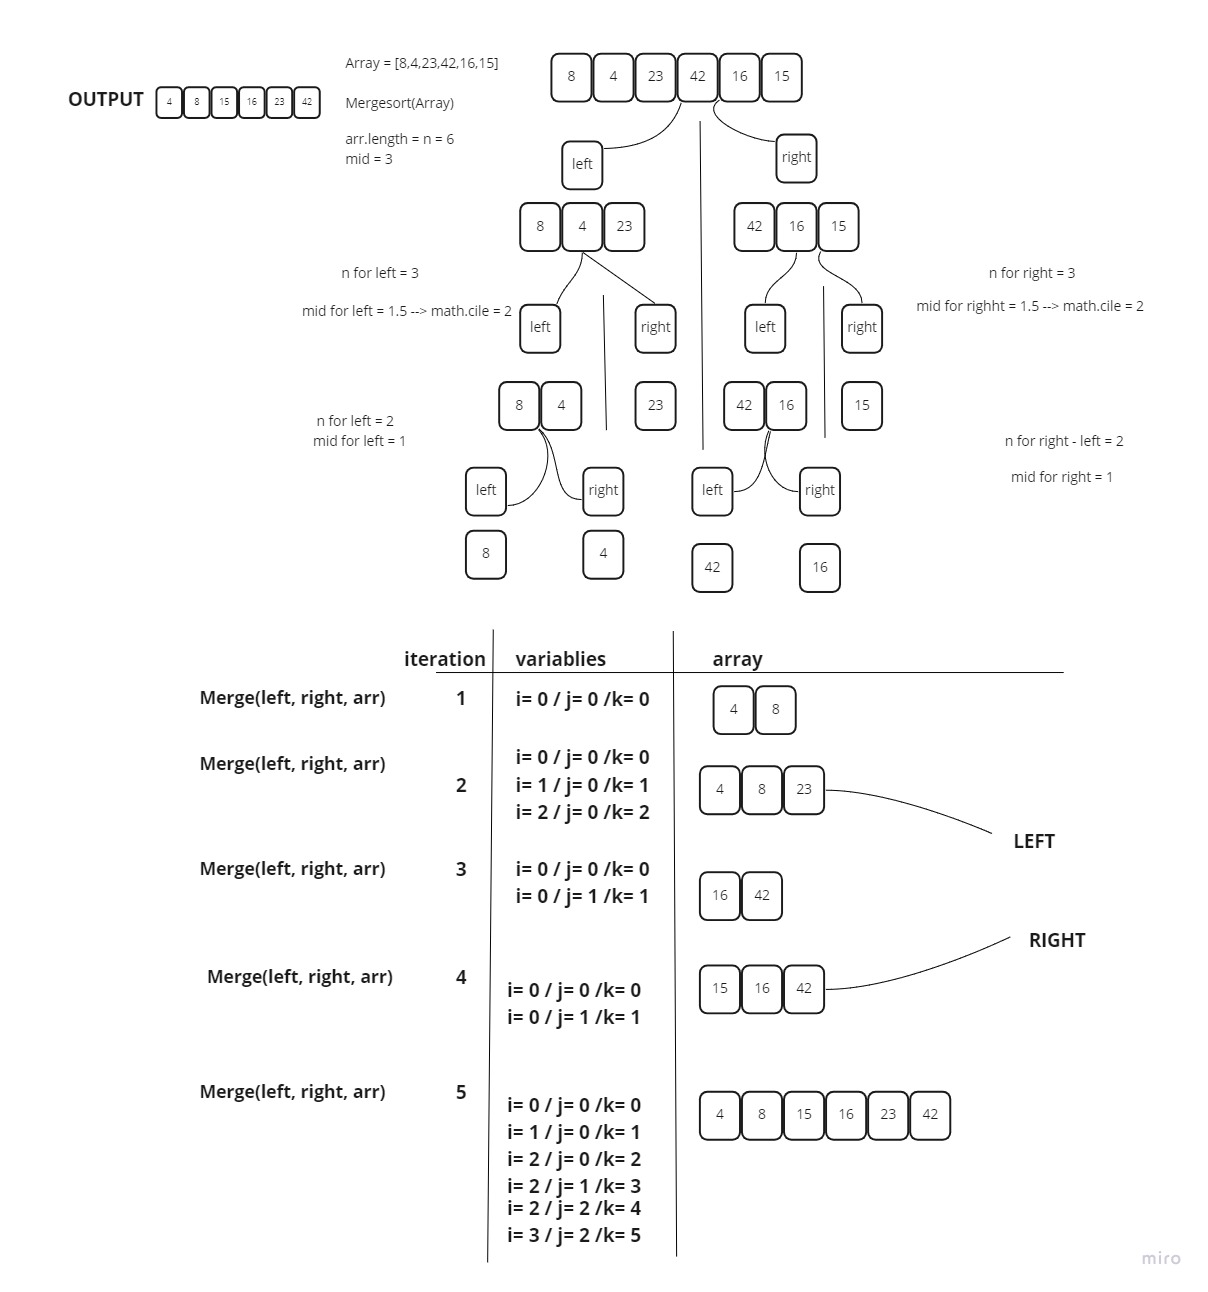 Array = [8,4,23,42,16,15]
8 4 23 42 16 15
OUTPUT 4 8 15 16 23 42
Mergesort(Array)
arr.length = n = 6
mid = 3
left right
8 4 23 42 16 15
n for left = 3 n for right = 3
mid for left = 1.5 --> math.cile = 2 mid for righht = 1.5 --> math.cile = 2
left right left right
8 4 23 42 16 15
n for left = 2
mid for left = 1 n for right - left = 2
mid for right = 1
left right left right
8 4 42 16
iteration variablies array
Merge(left, right, arr) 1 i= 0 / j= 0 /k= 0 4 8
Merge(left, right, arr) i= 0 / j= 0 /k= 0
2 i= 1 / j= 0 /k= 1 4 8 23
i= 2 / j= 0 /k= 2
LEFT
Merge(left, right, arr) 3 i= 0 / j= 0 /k= 0
i= 0 / j= 1 /k= 1 16 42
RIGHT
Merge(left, right, arr) 4 15 16 42
i= 0 / j= 0 /k= 0
i= 0 / j= 1 /k= 1
Merge(left, right, arr) 5
i= 0 / j= 0 /k= 0 4 8 15 16 23 42
i= 1 / j= 0 /k= 1
i= 2 / j= 0 /k= 2
i= 2 / j= 1 /k= 3
i= 2 / j= 2 /k= 4
i= 3 / j= 2 /k= 5
miro